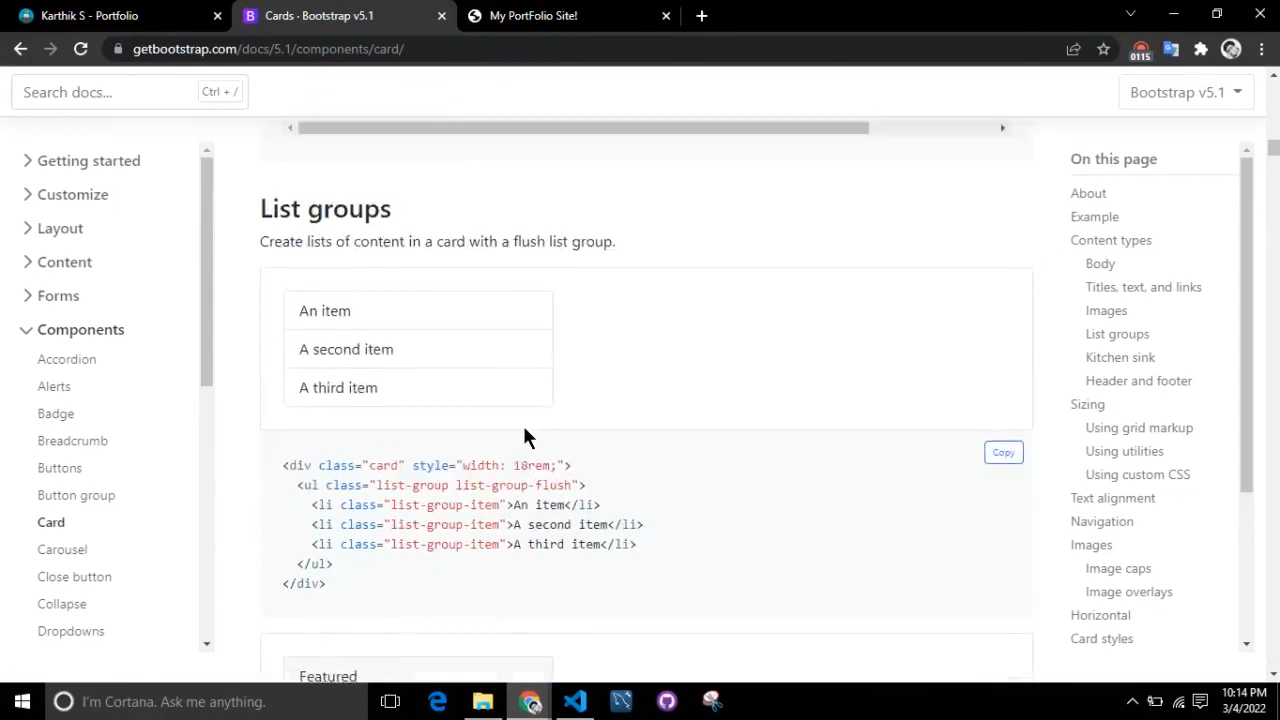 Karthik S - Portfolio
Cards · Bootstrap v5.1
My PortFolio Site!
getbootstrap.com/docs/5.1/components/card/
0115
Search docs...
Ctrl + /
Bootstrap v5.1
Getting started
Customize
Layout
Content
Forms
Components
Accordion
Alerts
Badge
Breadcrumb
Buttons
Button group
Card
Carousel
Close button
Collapse
Dropdowns
List groups
Create lists of content in a card with a flush list group.
An item
A second item
A third item
Copy
<div class="card" style="width: 18rem;">
<ul class="list-group list-group-flush">
<li class="list-group-item">An item</li>
<li class="list-group-item">A second item</li>
<li class="list-group-item">A third item</li>
</ul>
</div>
Featured
On this page
About
Example
Content types
Body
Titles, text, and links
Images
List groups
Kitchen sink
Header and footer
Sizing
Using grid markup
Using utilities
Using custom CSS
Text alignment
Navigation
Images
Image caps
Image overlays
Horizontal
Card styles
I'm Cortana. Ask me anything.
10:14 PM
3/4/2022